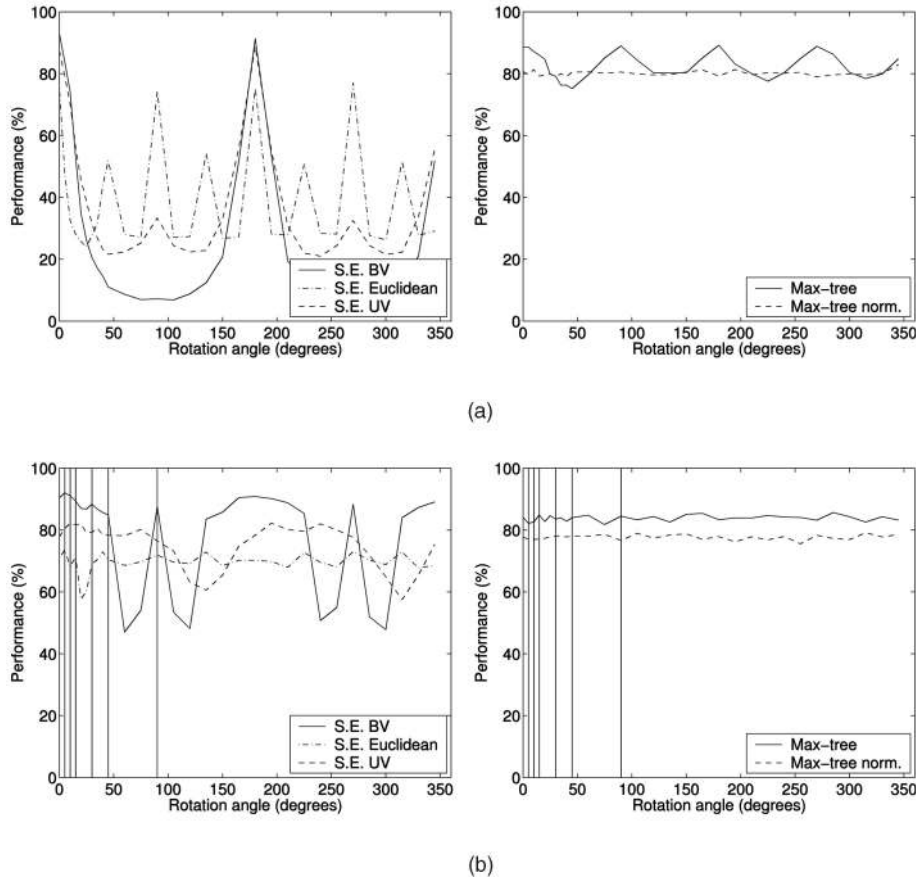 100
80
60
40
20
0
Performance (%)
0 50 100 150 200 250 300 350
Rotation angle (degrees)
S.E. BV
S.E. Euclidean
S.E. UV
100
80
60
40
20
0
Performance (%)
0 50 100 150 200 250 300 350
Rotation angle (degrees)
Max-tree
Max-tree norm.
(a)
100
80
60
40
20
0
Performance (%)
0 50 100 150 200 250 300 350
Rotation angle (degrees)
S.E. BV
S.E. Euclidean
S.E. UV
100
80
60
40
20
0
Performance (%)
0 50 100 150 200 250 300 350
Rotation angle (degrees)
Max-tree
Max-tree norm.
(b)